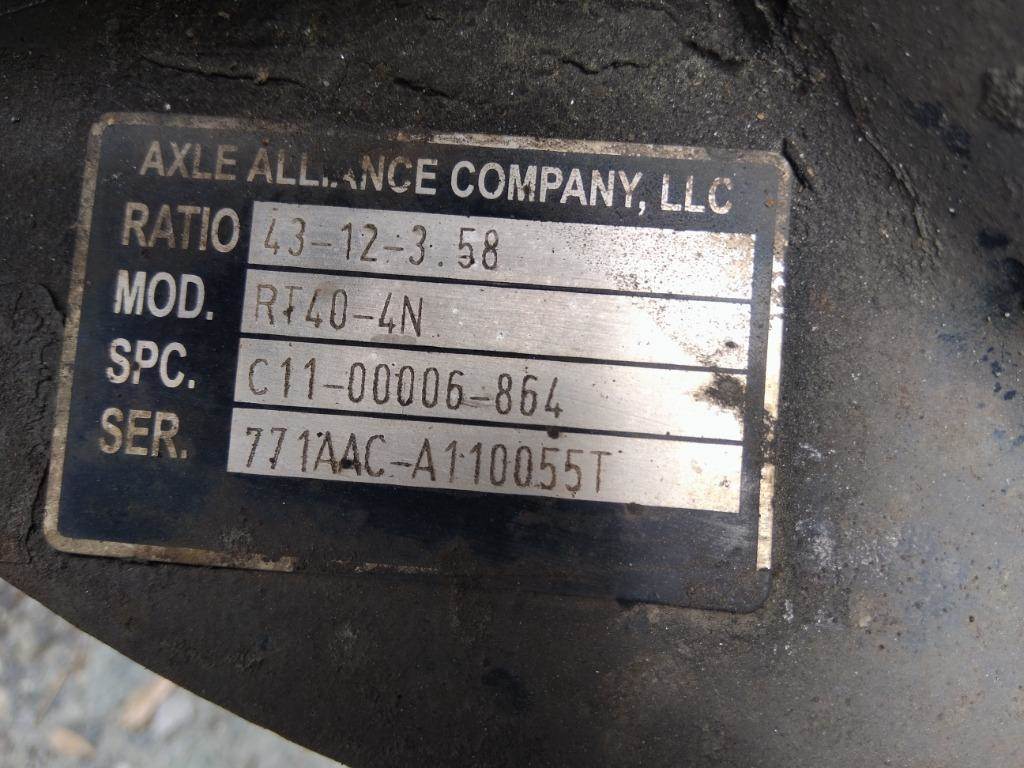 AXLE ALLIANCE COMPANY, LLC
RATIO 43-12-3.58
MOD. RT40-4N
SPC. C11-00006-864
SER. 771AAC-A110055T